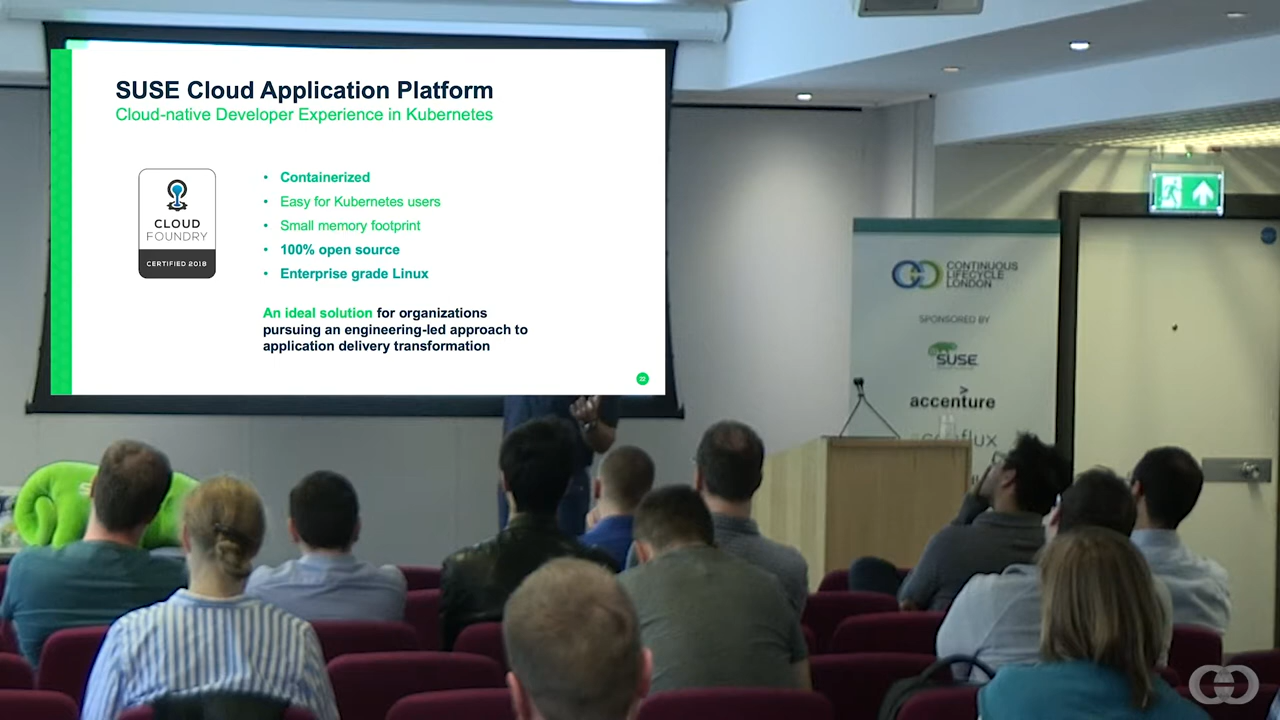 SUSE Cloud Application Platform
Cloud-native Developer Experience in Kubernetes
CLOUD
FOUNDRY
CERTIFIED 2018
• Containerized
• Easy for Kubernetes users
• Small memory footprint
• 100% open source
• Enterprise grade Linux
An ideal solution for organizations
pursuing an engineering-led approach to
application delivery transformation
22
CONTINUOUS
LIFECYCLE
LONDON
SPONSORED BY
SUSE
accenture